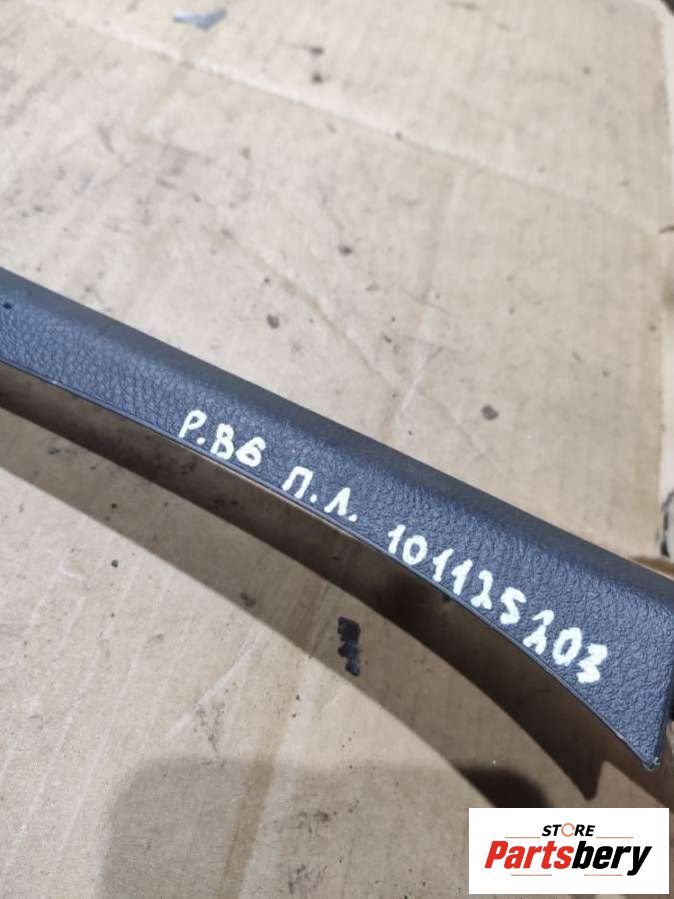 P.B6 П.Л. 101125203
STORE
Partsbery